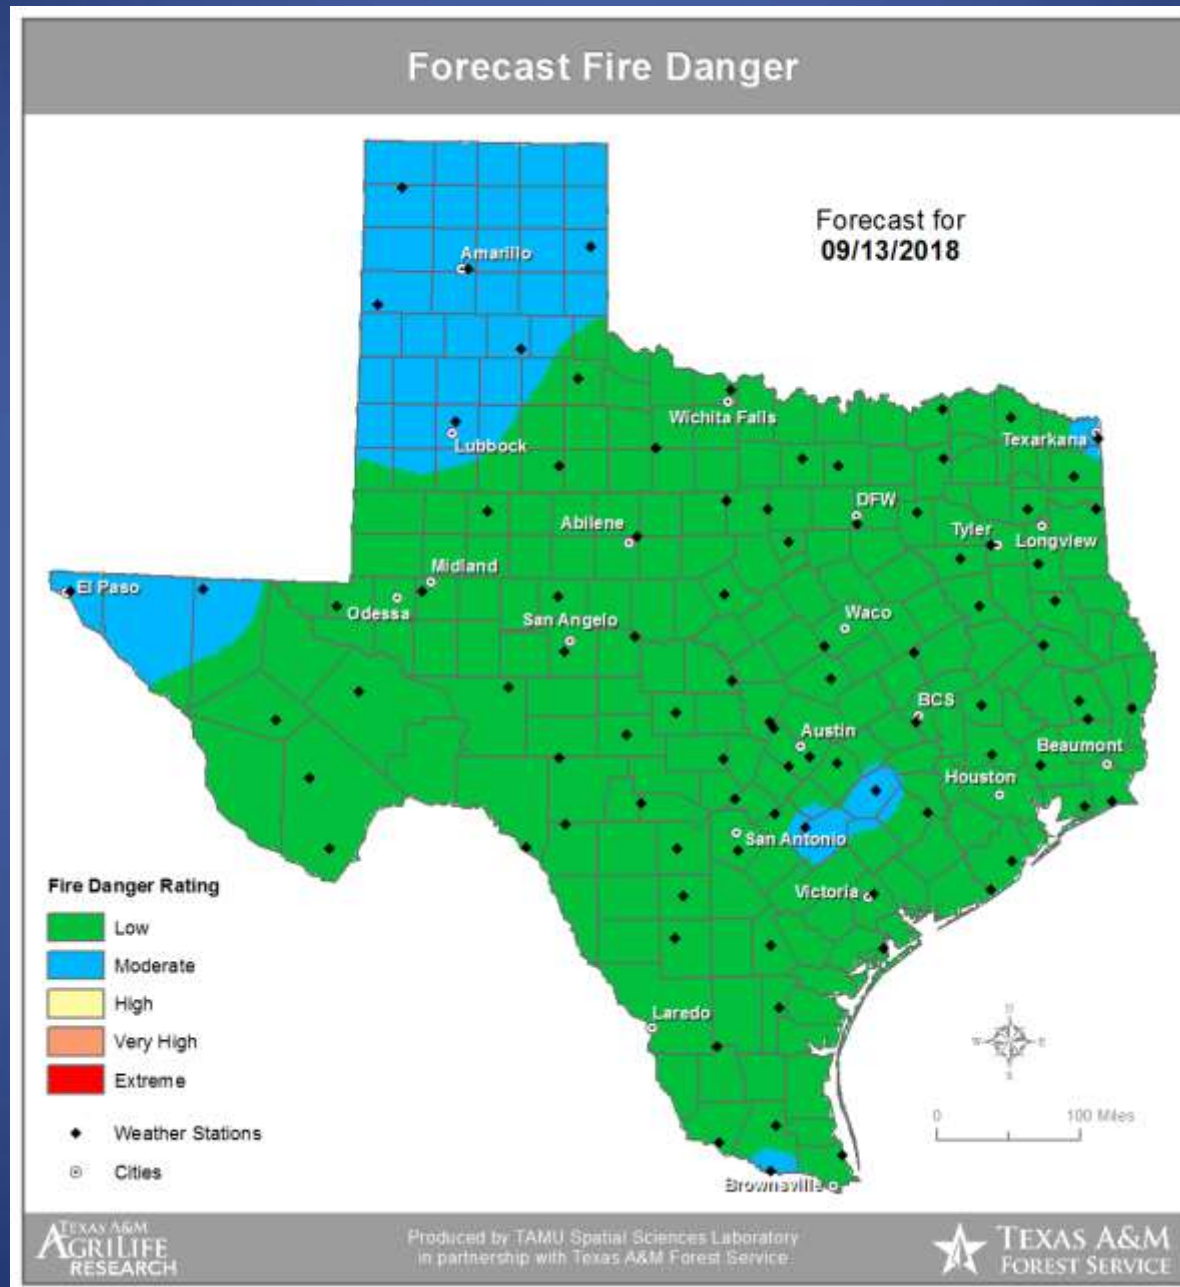 Forecast Fire Danger
Forecast for
09/13/2018
Amarillo
Lubbock
Wichita Falls
Texarkana
DFW
Abilene
Tyler
Longview
Midland
El Paso
Odessa
San Angelo
Waco
BCS
Austin
Beaumont
Houston
San Antonio
Victoria
Laredo
Brownsville
Fire Danger Rating
Low
Moderate
High
Very High
Extreme
Weather Stations
Cities
N
W E
S
0 100 Miles
TEXAS A&M
AGRILIFE
RESEARCH
Produced by TAMU Spatial Sciences Laboratory
in partnership with Texas A&M Forest Service
TEXAS A&M
FOREST SERVICE